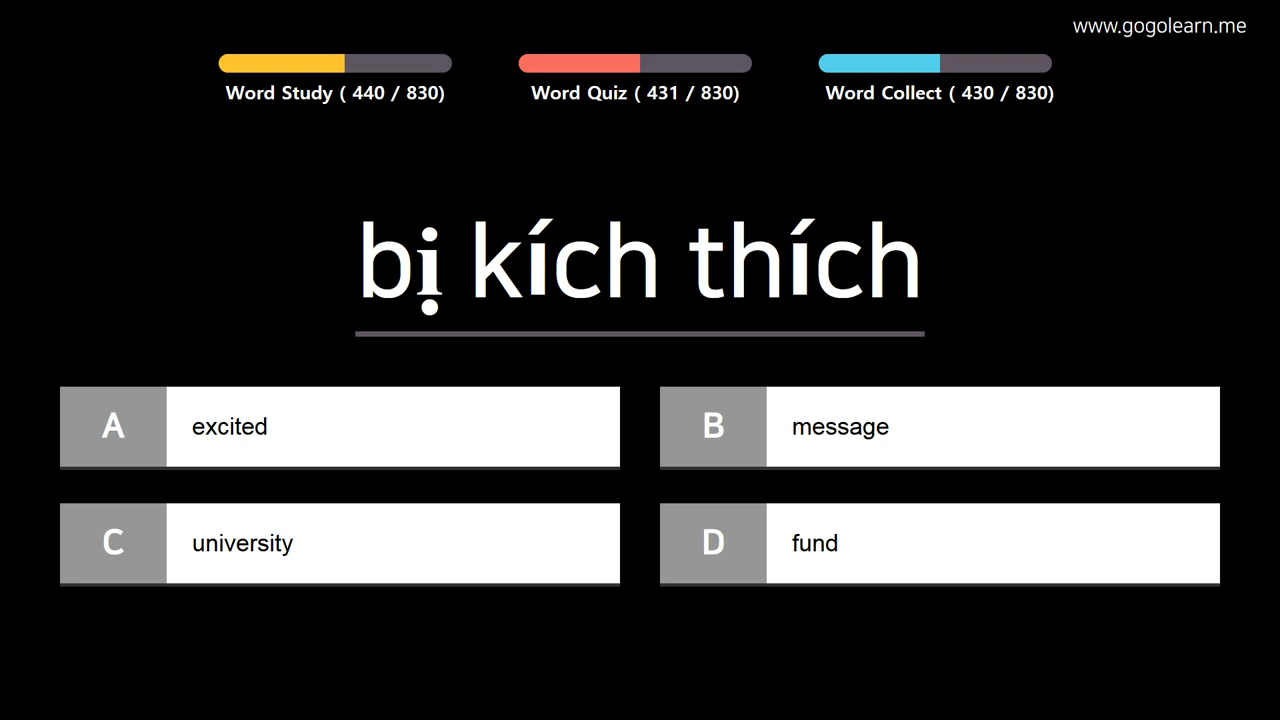 www.gogolearn.me
Word Study ( 440 / 830)
Word Quiz ( 431 / 830)
Word Collect ( 430 / 830)
bị kích thích
A excited
B message
C university
D fund